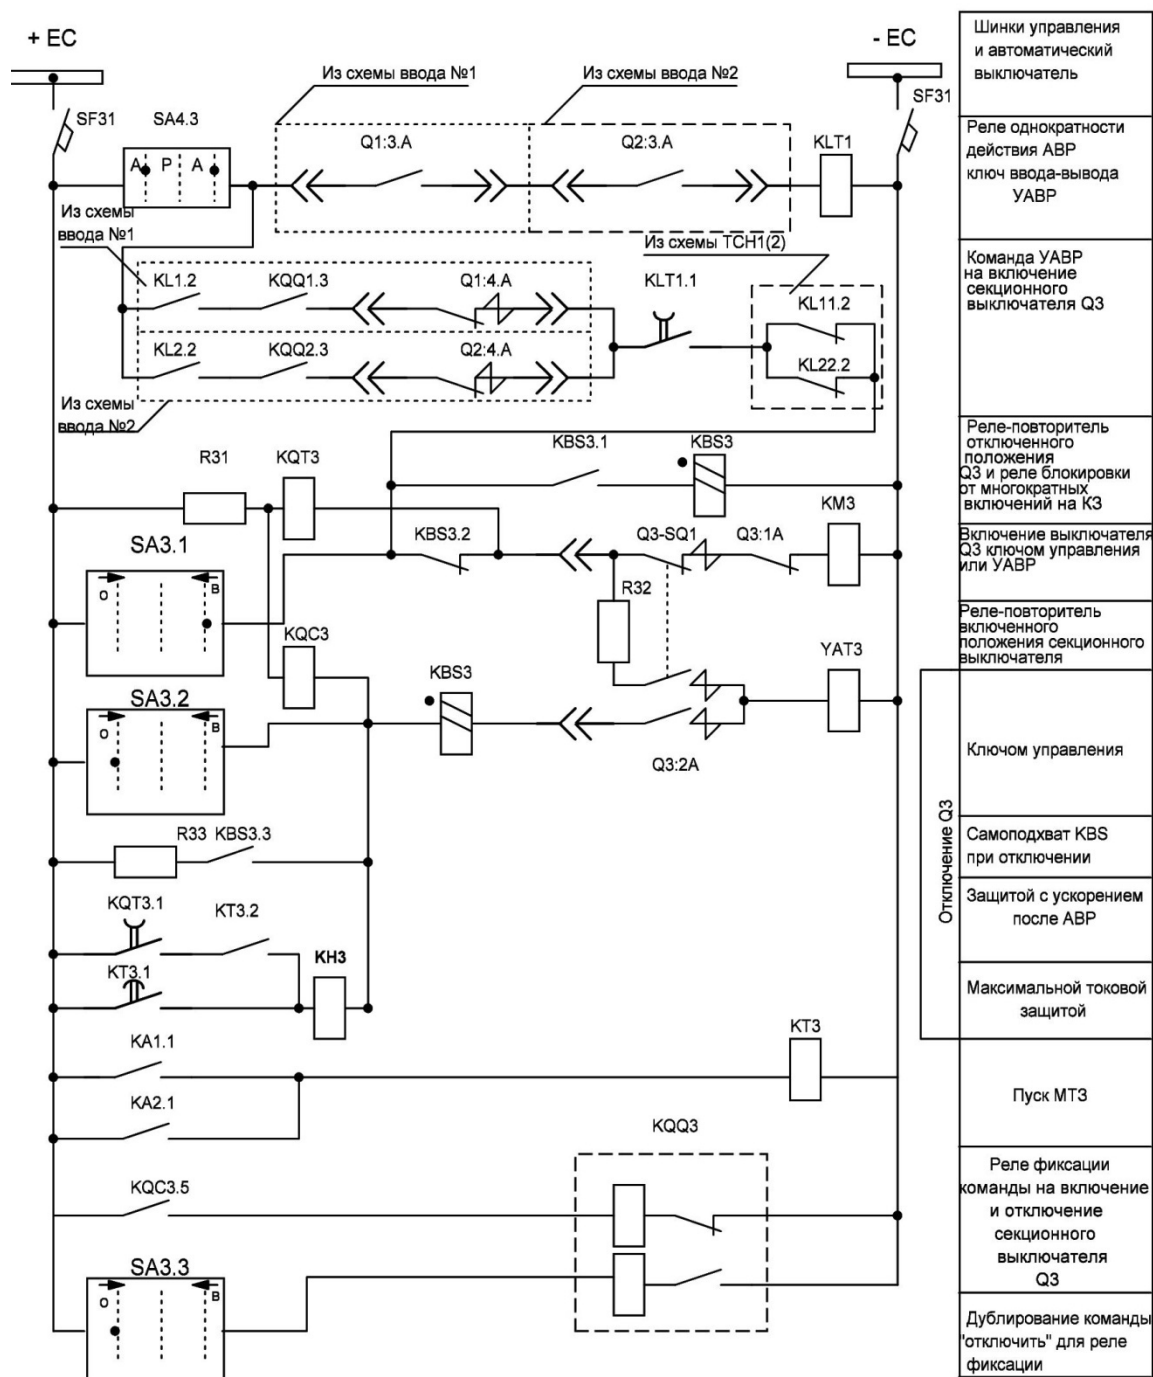 + EC
- EC
Шинки управления
и автоматический
выключатель
Из схемы ввода №1
Из схемы ввода №2
SF31
SA4.3
SF31
Q1:3.A
Q2:3.A
KLT1
Реле однократности
действия АВР
ключ ввода-вывода
УАВР
А Р А
Из схемы
ввода №1
Из схемы ТСН1(2)
Команда УАВР
на включение
секционного
выключателя Q3
KL1.2
KQQ1.3
Q1:4.A
KLT1.1
KL11.2
KL2.2
KQQ2.3
Q2:4.A
KL22.2
Из схемы
ввода №2
Реле-повторитель
отключенного
положения
Q3 и реле блокировки
от многократных
включений на КЗ
R31
KQT3
KBS3.1
KBS3
KM3
SA3.1
KBS3.2
Q3-SQ1
Q3:1A
Включение выключателя
Q3 ключом управления
или УАВР
О В
R32
Реле-повторитель
включенного
положения секционного
выключателя
KQC3
KBS3
YAT3
SA3.2
О В
Q3:2A
Ключом управления
Отключение Q3
R33 KBS3.3
Самоподхват KBS
при отключении
KQT3.1
KT3.2
Защитой с ускорением
после АВР
KT3.1
KH3
Максимальной токовой
защитой
KA1.1
KT3
KA2.1
Пуск МТЗ
KQQ3
KQC3.5
Реле фиксации
команды на включение
и отключение
секционного
выключателя
Q3
SA3.3
О В
Дублирование команды
"отключить" для реле
фиксации